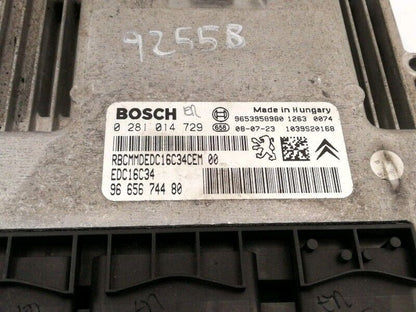 92558
BOSCH
Made in Hungary
9653958980 1263 0074
0 281 014 729 656 08-07-23 1039S20168
RBCMMDEDC16C34CEM 00
EDC16C34
96 656 744 80